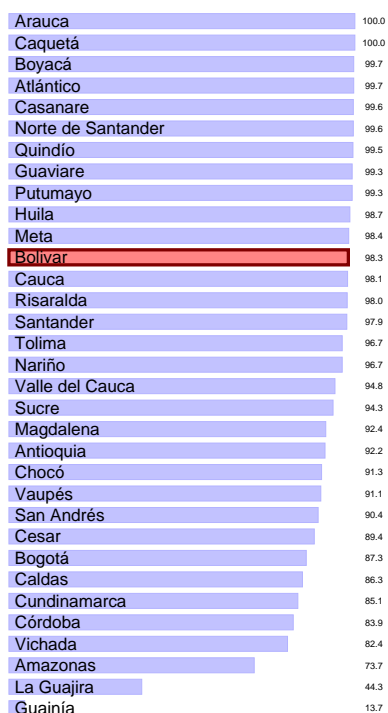 Arauca 100.0
Caquetá 100.0
Boyacá 99.7
Atlántico 99.7
Casanare 99.6
Norte de Santander 99.6
Quindío 99.5
Guaviare 99.3
Putumayo 99.3
Huila 98.7
Meta 98.4
Bolivar 98.3
Cauca 98.1
Risaralda 98.0
Santander 97.9
Tolima 96.7
Nariño 96.7
Valle del Cauca 94.8
Sucre 94.3
Magdalena 92.4
Antioquia 92.2
Chocó 91.3
Vaupés 91.1
San Andrés 90.4
Cesar 89.4
Bogotá 87.3
Caldas 86.3
Cundinamarca 85.1
Córdoba 83.9
Vichada 82.4
Amazonas 73.7
La Guajira 44.3
Guainía 13.7